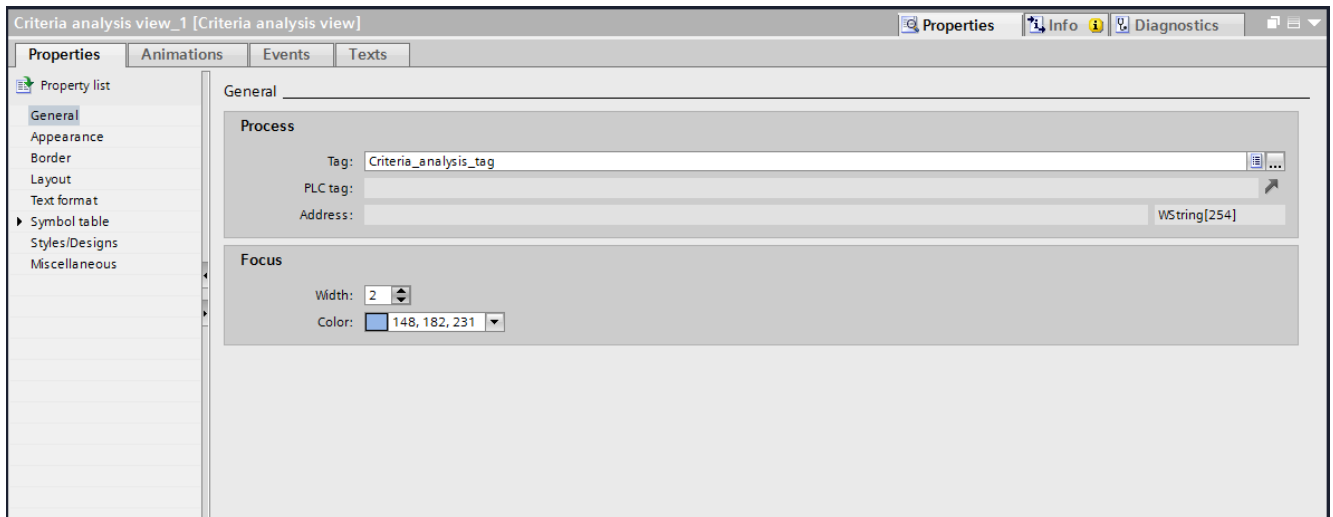 Criteria analysis view_1 [Criteria analysis view]
Properties Info Diagnostics
Properties Animations Events Texts
Property list
General
Appearance
Border
Layout
Text format
Symbol table
Styles/Designs
Miscellaneous
General
Process
Tag: Criteria_analysis_tag ...
PLC tag:
Address: WString[254]
Focus
Width: 2
Color: 148, 182, 231